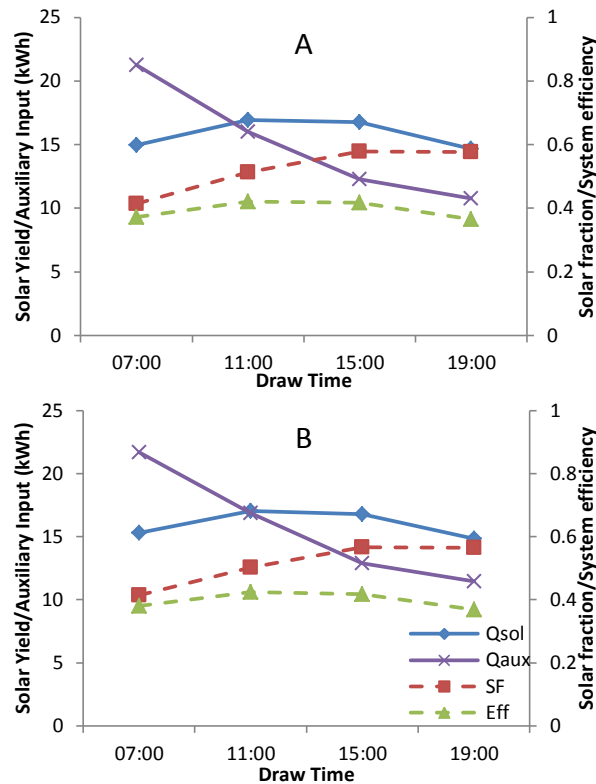 25
20
15
10
5
0
Solar Yield/Auxiliary Input (kWh)
A
1
0.8
0.6
0.4
0.2
0
Solar fraction/System efficiency
07:00 11:00 15:00 19:00
Draw Time
25
20
15
10
5
0
Solar Yield/Auxiliary Input (kWh)
B
Qsol
Qaux
SF
Eff
1
0.8
0.6
0.4
0.2
0
Solar fraction/System efficiency
07:00 11:00 15:00 19:00
Draw Time